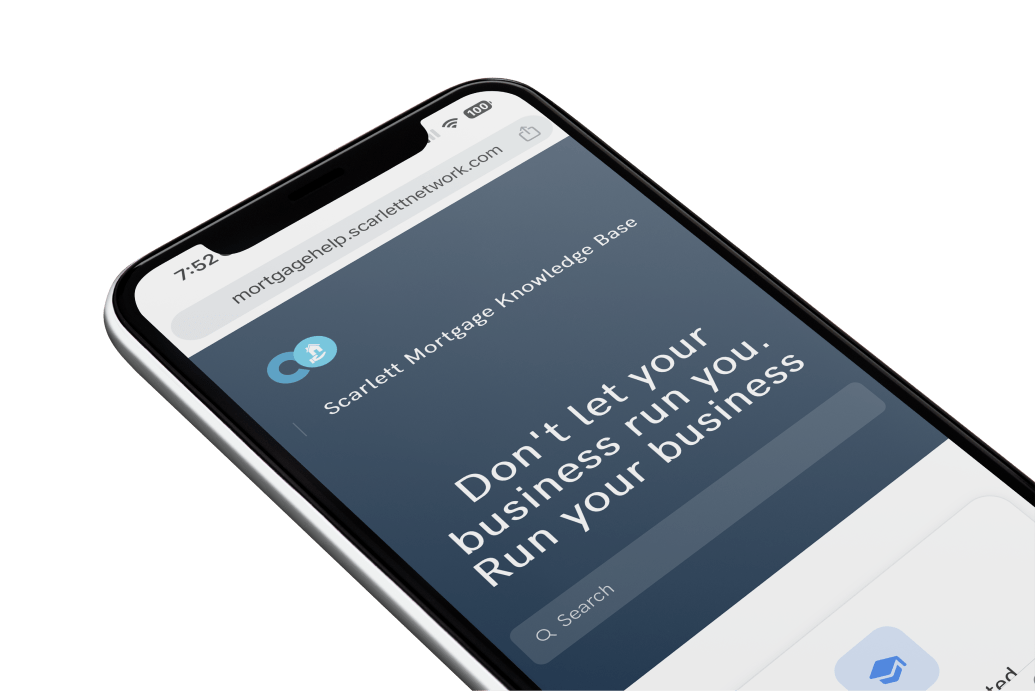 7:52
100
mortgagehelp.scarlettnetwork.com
Scarlett Mortgage Knowledge Base
Don't let your
business run you.
Run your business
Search